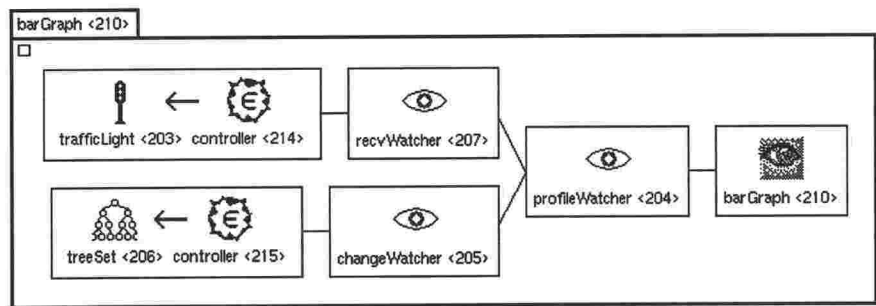 barGraph <210>
trafficLight <203> controller <214>
recvWatcher <207>
profileWatcher <204>
barGraph <210>
treeSet <206> controller <215>
changeWatcher <205>